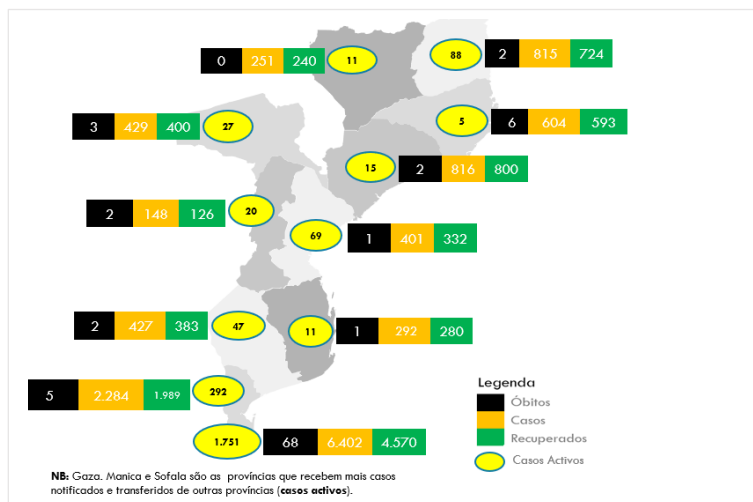 0 251 240 11
88 2 815 724
3 429 400 27
5 6 604 593
15 2 816 800
2 148 126 20
69 1 401 332
2 427 383 47
11 1 292 280
5 2.284 1.989 292
1.751 68 6.402 4.570
Legenda
Óbitos
Casos
Recuperados
Casos Activos
NB: Gaza. Manica e Sofala são as províncias que recebem mais casos
notificados e transferidos de outras províncias (casos activos).